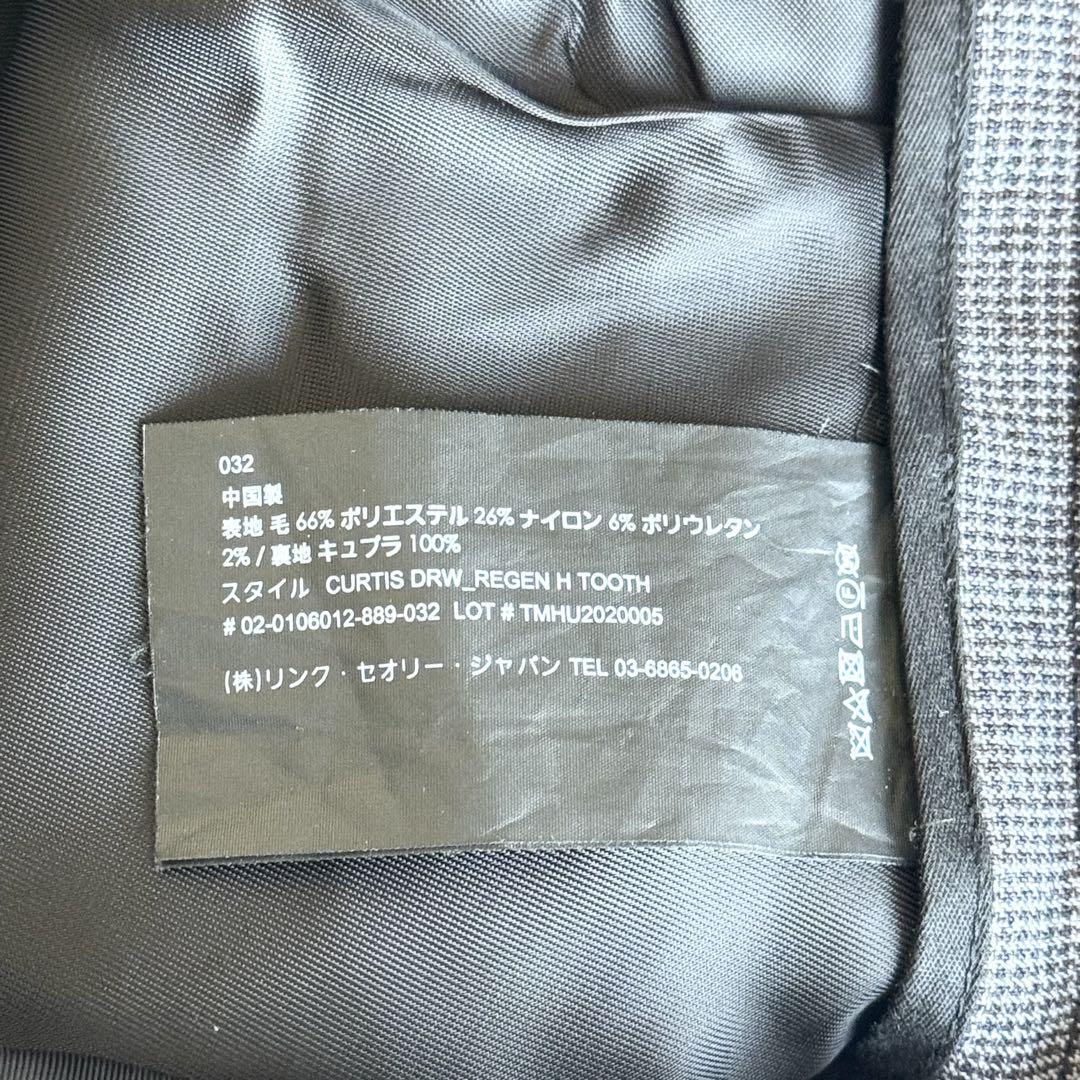 032
中国製
表地 毛 66% ポリエステル 26% ナイロン 6% ポリウレタン
2% / 裏地 キュプラ 100%
スタイル CURTIS DRW_REGEN H TOOTH
# 02-0106012-889-032 LOT # TMHU2020005
(株)リンク・セオリー・ジャパン TEL 03-6865-0206